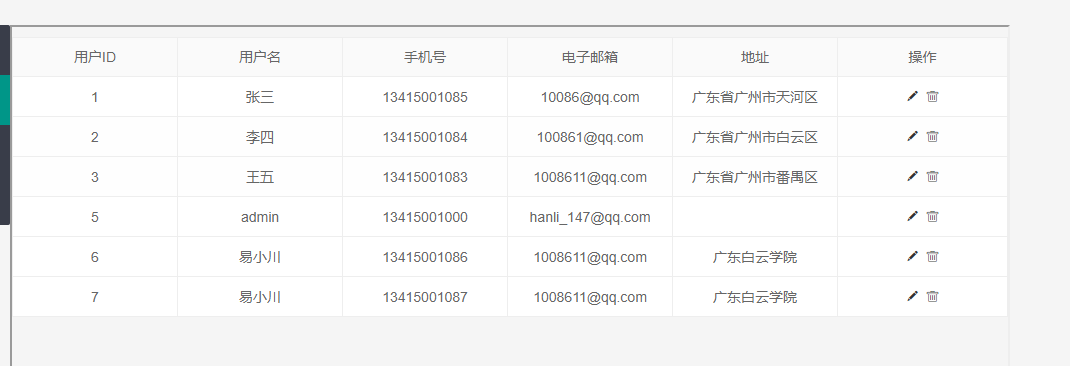 用户ID 用户名 手机号 电子邮箱 地址 操作
1 张三 13415001085 10086@qq.com 广东省广州市天河区
2 李四 13415001084 100861@qq.com 广东省广州市白云区
3 王五 13415001083 1008611@qq.com 广东省广州市番禺区
5 admin 13415001000 hanli_147@qq.com
6 易小川 13415001086 1008611@qq.com 广东白云学院
7 易小川 13415001087 1008611@qq.com 广东白云学院